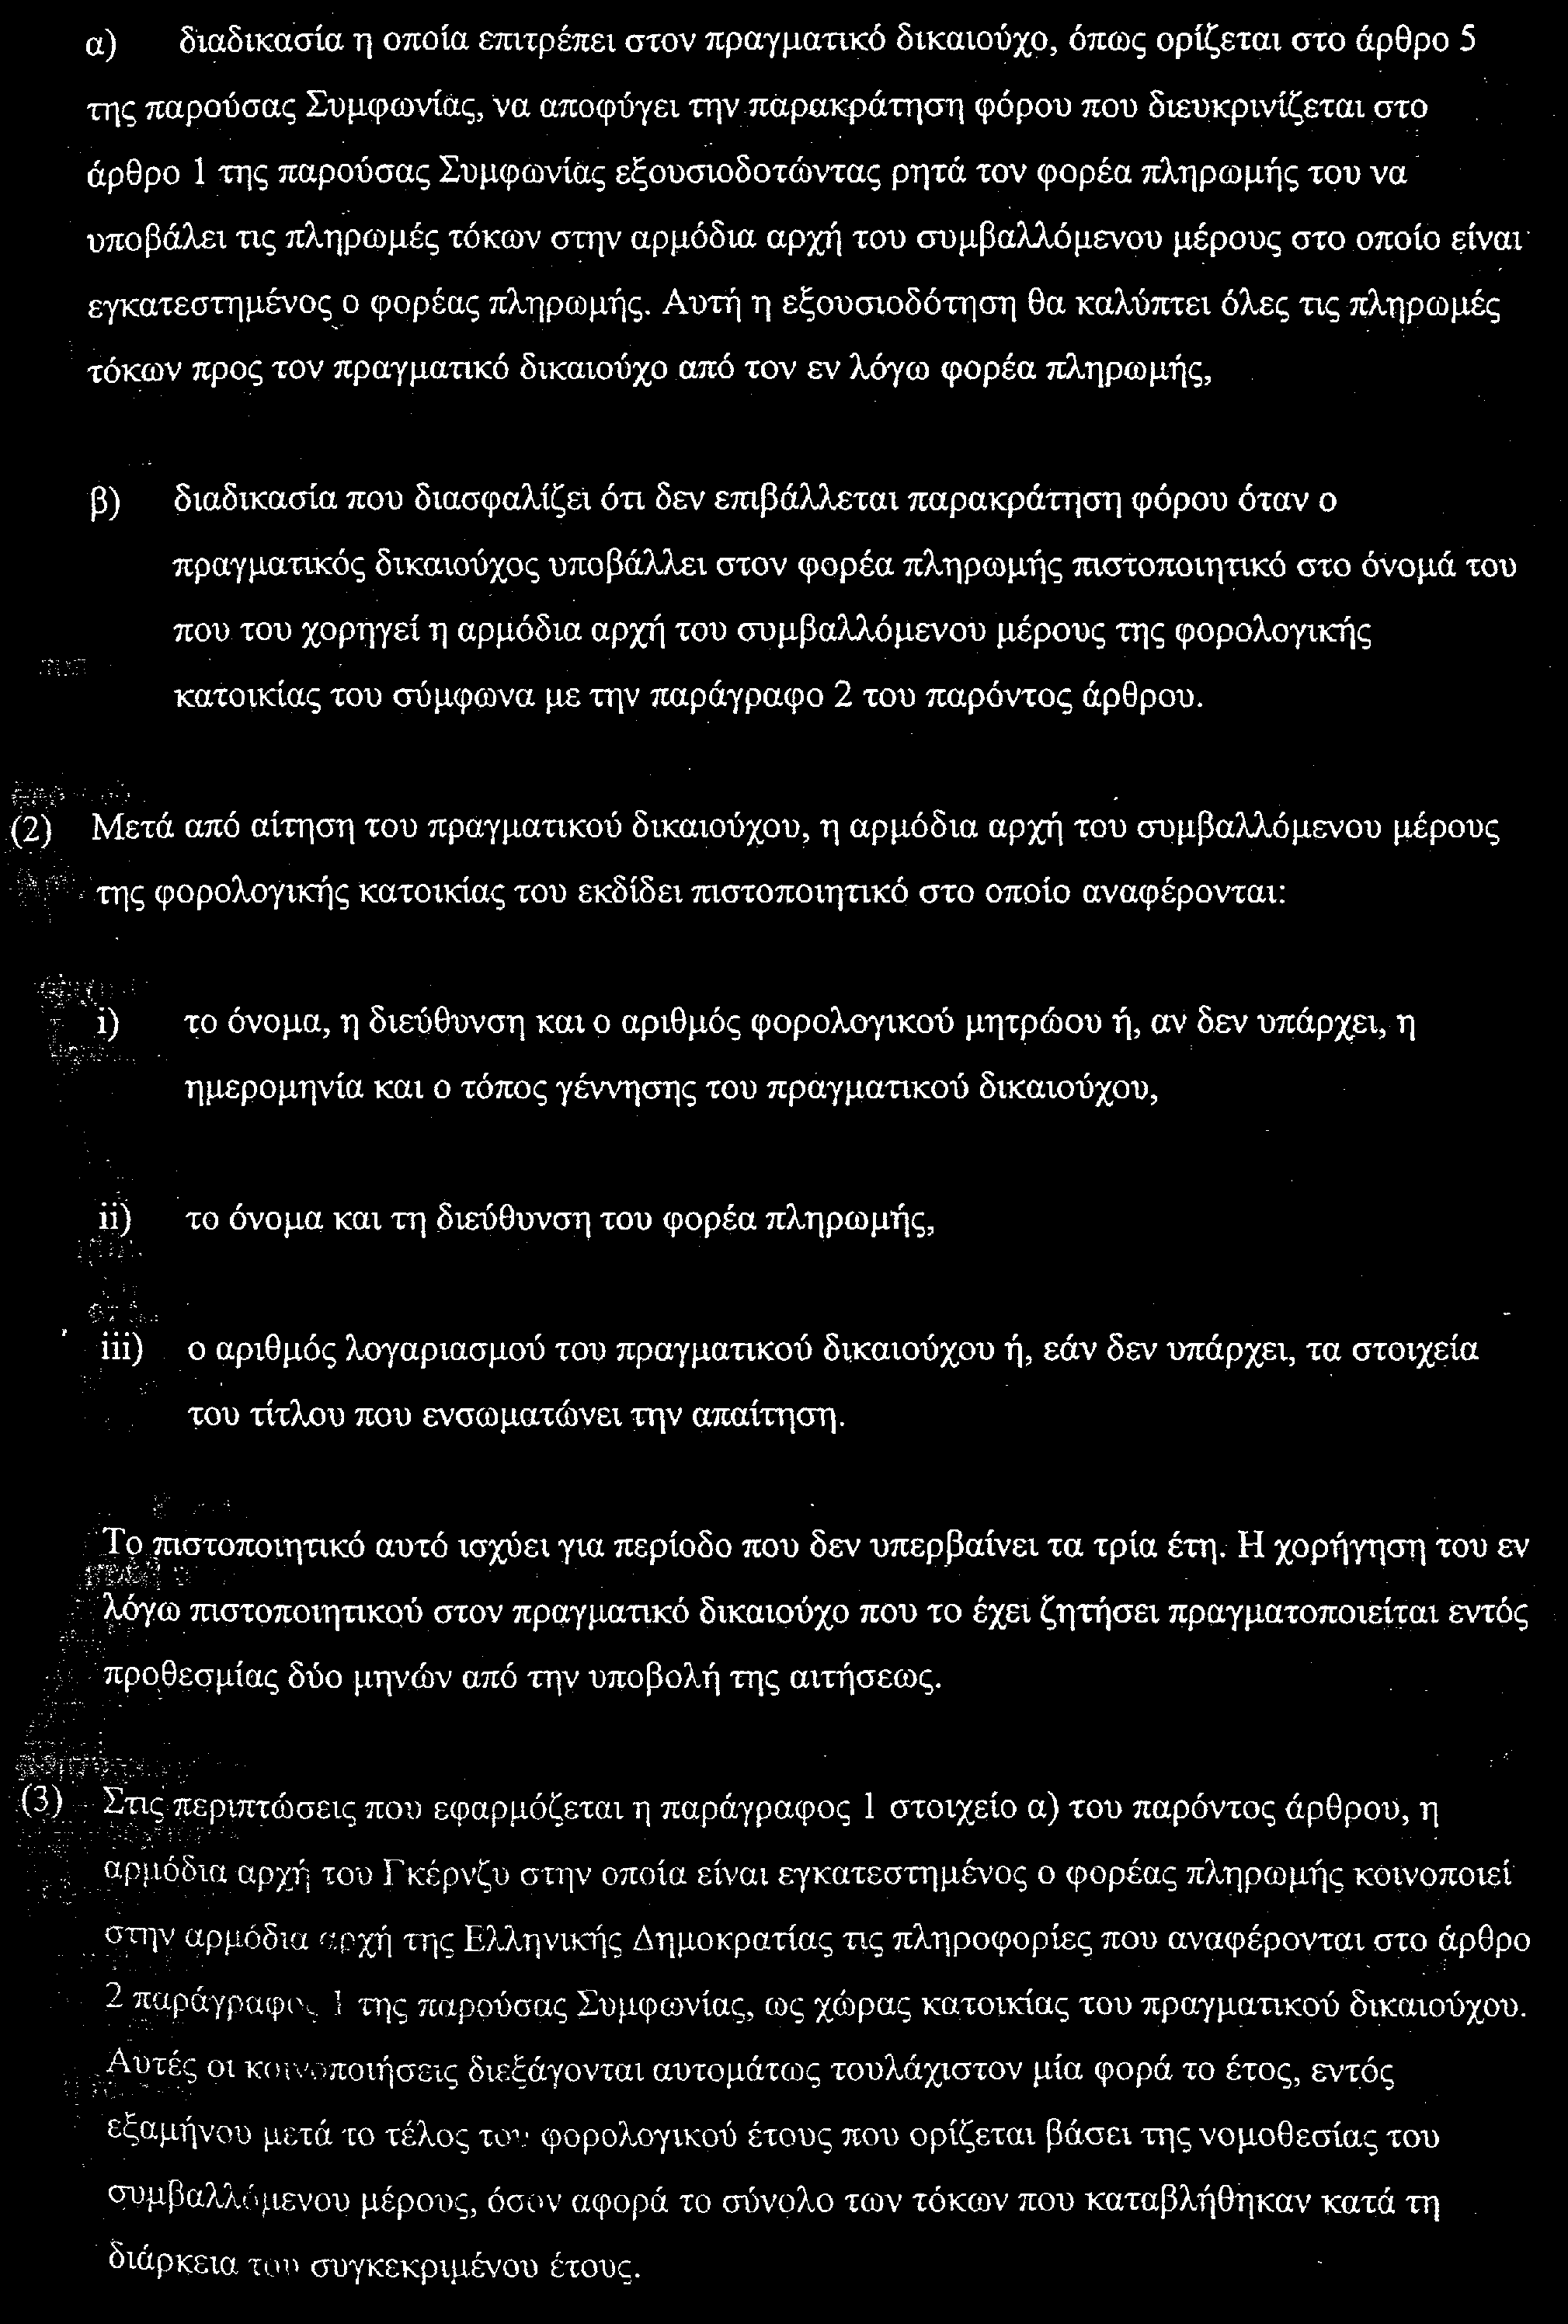 α) διαδικασία η οποία επιτρέπει στον πραγματικό δικαιούχο, όπως ορίζεται στο άρθρο 5
της παρούσας Συμφωνίας, να αποφύγει την παρακράτηση φόρου που διευκρινίζεται στο
άρθρο 1 της παρούσας Συμφωνίας εξουσιοδοτώντας ρητά τον φορέα πληρωμής του να
υποβάλει τις πληρωμές τόκων στην αρμόδια αρχή του συμβαλλόμενου μέρους στο οποίο είναι
εγκατεστημένος ο φορέας πληρωμής. Αυτή η εξουσιοδότηση θα καλύπτει όλες τις πληρωμές
τόκων προς τον πραγματικό δικαιούχο από τον εν λόγω φορέα πληρωμής,
β) διαδικασία που διασφαλίζει ότι δεν επιβάλλεται παρακράτηση φόρου όταν ο
πραγματικός δικαιούχος υποβάλλει στον φορέα πληρωμής πιστοποιητικό στο όνομά του
που του χορηγεί η αρμόδια αρχή του συμβαλλόμενου μέρους της φορολογικής
κατοικίας του σύμφωνα με την παράγραφο 2 του παρόντος άρθρου.
(2) Μετά από αίτηση του πραγματικού δικαιούχου, η αρμόδια αρχή του συμβαλλόμενου μέρους
της φορολογικής κατοικίας του εκδίδει πιστοποιητικό στο οποίο αναφέρονται:
i) το όνομα, η διεύθυνση και ο αριθμός φορολογικού μητρώου ή, αν δεν υπάρχει, η
ημερομηνία και ο τόπος γέννησης του πραγματικού δικαιούχου,
ii) το όνομα και τη διεύθυνση του φορέα πληρωμής,
iii) ο αριθμός λογαριασμού του πραγματικού δικαιούχου ή, εάν δεν υπάρχει, τα στοιχεία
του τίτλου που ενσωματώνει την απαίτηση.
Το πιστοποιητικό αυτό ισχύει για περίοδο που δεν υπερβαίνει τα τρία έτη. Η χορήγηση του εν
λόγω πιστοποιητικού στον πραγματικό δικαιούχο που το έχει ζητήσει πραγματοποιείται εντός
προθεσμίας δύο μηνών από την υποβολή της αιτήσεως.
(3) Στις περιπτώσεις που εφαρμόζεται η παράγραφος 1 στοιχείο α) του παρόντος άρθρου, η
αρμόδια αρχή του Γκέρνζυ στην οποία είναι εγκατεστημένος ο φορέας πληρωμής κοινοποιεί
στην αρμόδια αρχή της Ελληνικής Δημοκρατίας τις πληροφορίες που αναφέρονται στο άρθρο
2 παράγραφος 1 της παρούσας Συμφωνίας, ως χώρας κατοικίας του πραγματικού δικαιούχου.
Αυτές οι κοινοποιήσεις διεξάγονται αυτομάτως τουλάχιστον μία φορά το έτος, εντός
εξαμήνου μετά το τέλος του φορολογικού έτους που ορίζεται βάσει της νομοθεσίας του
συμβαλλόμενου μέρους, όσον αφορά το σύνολο των τόκων που καταβλήθηκαν κατά τη
διάρκεια του συγκεκριμένου έτους.